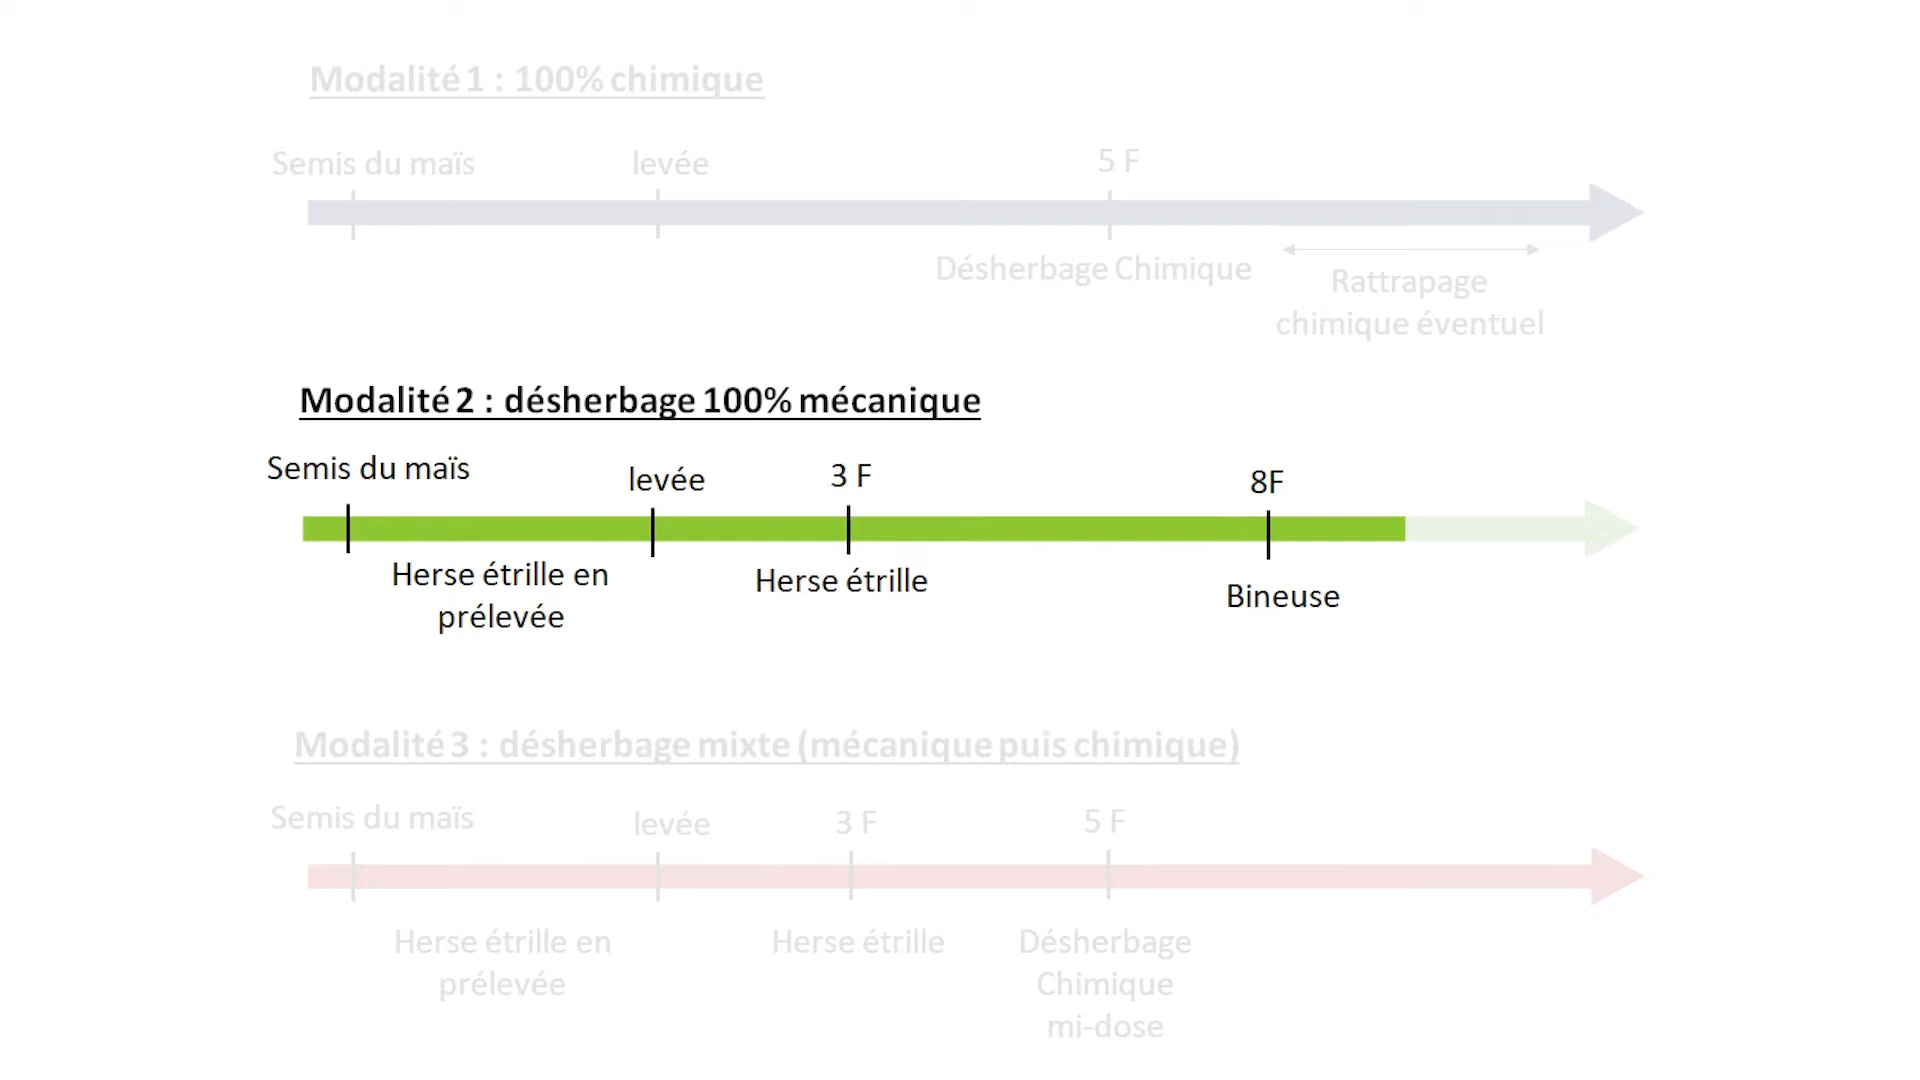 Modalité 1 : 100% chimique
Semis du maïs
levée
5 F
Désherbage Chimique
Rattrapage
chimique éventuel
Modalité 2 : désherbage 100% mécanique
Semis du maïs
levée
3 F
8F
Herse étrille en
prélevée
Herse étrille
Bineuse
Modalité 3 : désherbage mixte (mécanique puis chimique)
Semis du maïs
levée
3 F
5 F
Herse étrille en
prélevée
Herse étrille
Désherbage
Chimique
mi-dose